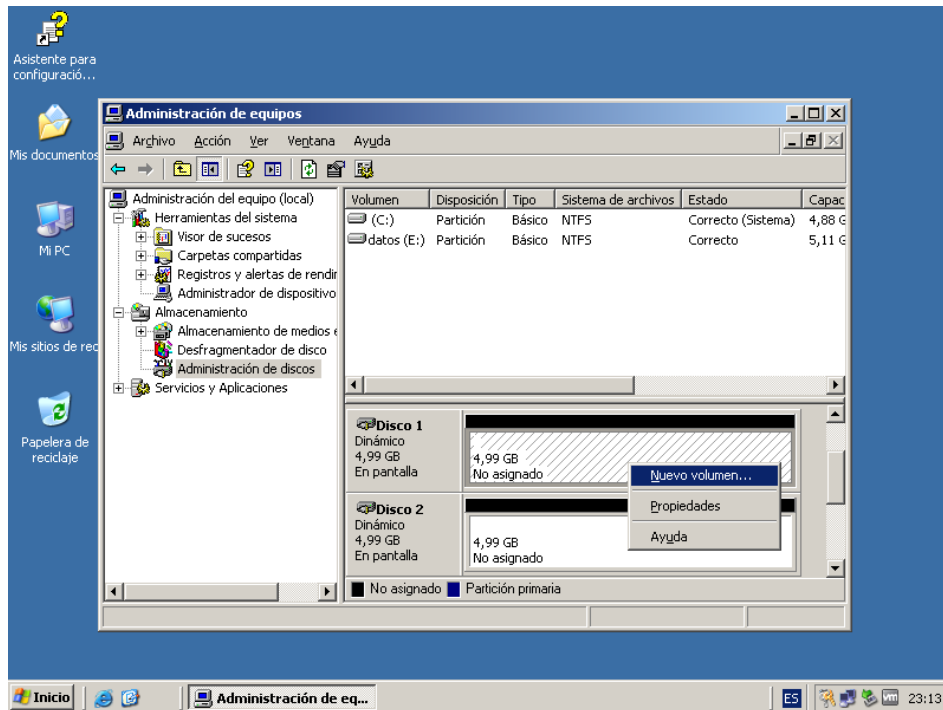 Asistente para
configuració...
Mis documentos
Mi PC
Mis sitios de red
Papelera de
reciclaje
Administración de equipos
Archivo Acción Ver Ventana Ayuda
Administración del equipo (local)
Herramientas del sistema
Visor de sucesos
Carpetas compartidas
Registros y alertas de rendir
Administrador de dispositivo
Almacenamiento
Almacenamiento de medios e
Desfragmentador de disco
Administración de discos
Servicios y Aplicaciones
Volumen Disposición Tipo Sistema de archivos Estado Capac
(C:) Partición Básico NTFS Correcto (Sistema) 4,88 G
datos (E:) Partición Básico NTFS Correcto 5,11 G
Disco 1
Dinámico
4,99 GB
En pantalla
4,99 GB
No asignado
Nuevo volumen...
Propiedades
Ayuda
Disco 2
Dinámico
4,99 GB
En pantalla
4,99 GB
No asignado
No asignado Partición primaria
Inicio
Administración de eq...
ES
23:13